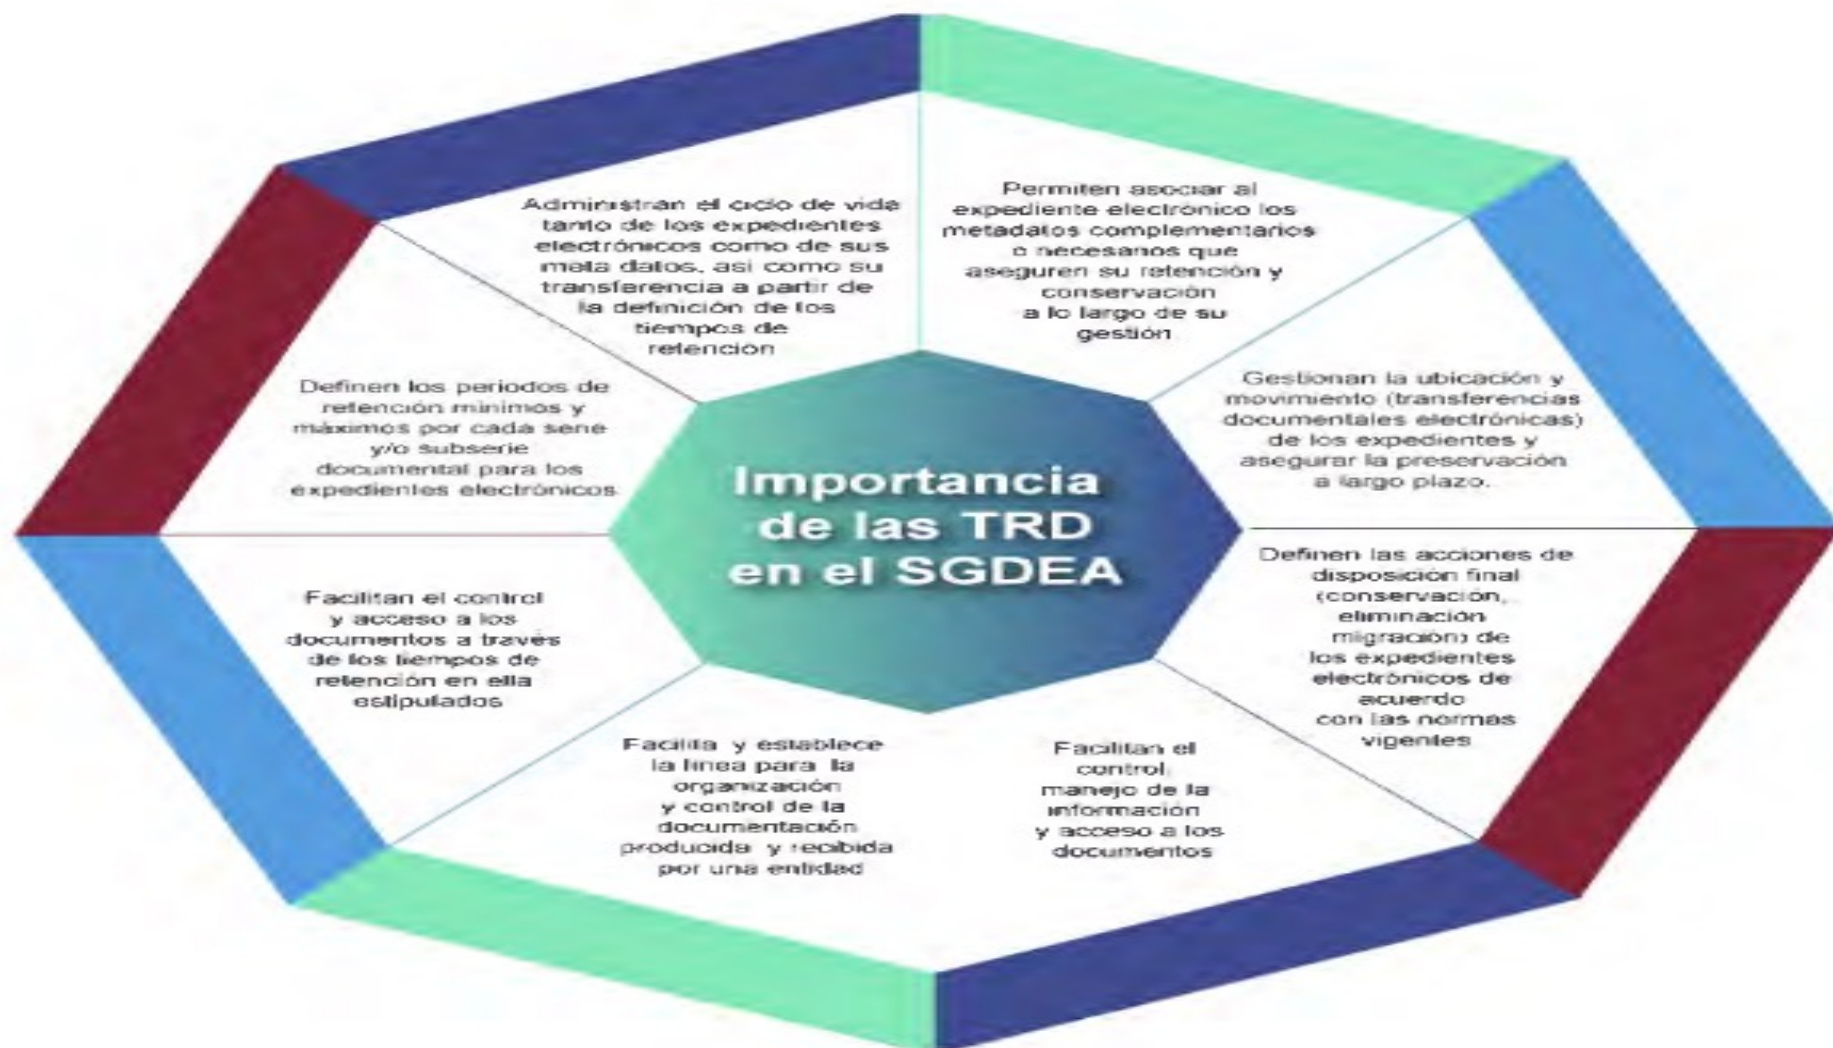 Administran el ciclo de vida
tanto de los expedientes
electrónicos como de sus
meta datos, así como su
transferencia a partir de
la definición de los
tiempos de
retención
Permiten asociar al
expediente electrónico los
metadatos complementarios
o necesarios que
aseguren su retención y
conservación
a lo largo de su
gestión
Gestionan la ubicación y
movimiento (transferencias
documentales electrónicas)
de los expedientes y
asegurar la preservación
a largo plazo.
Definen las acciones de
disposición final
(conservación,
eliminación
migración) de
los expedientes
electrónicos de
acuerdo
con las normas
vigentes
Facilitan el
control,
manejo de la
información
y acceso a los
documentos
Facilita y establece
la línea para la
organización
y control de la
documentación
producida y recibida
por una entidad
Facilitan el control
y acceso a los
documentos a través
de los tiempos de
retención en ella
estipulados
Definen los periodos de
retención mínimos y
máximos por cada serie
y/o subserie
documental para los
expedientes electrónicos
Importancia
de las TRD
en el SGDEA